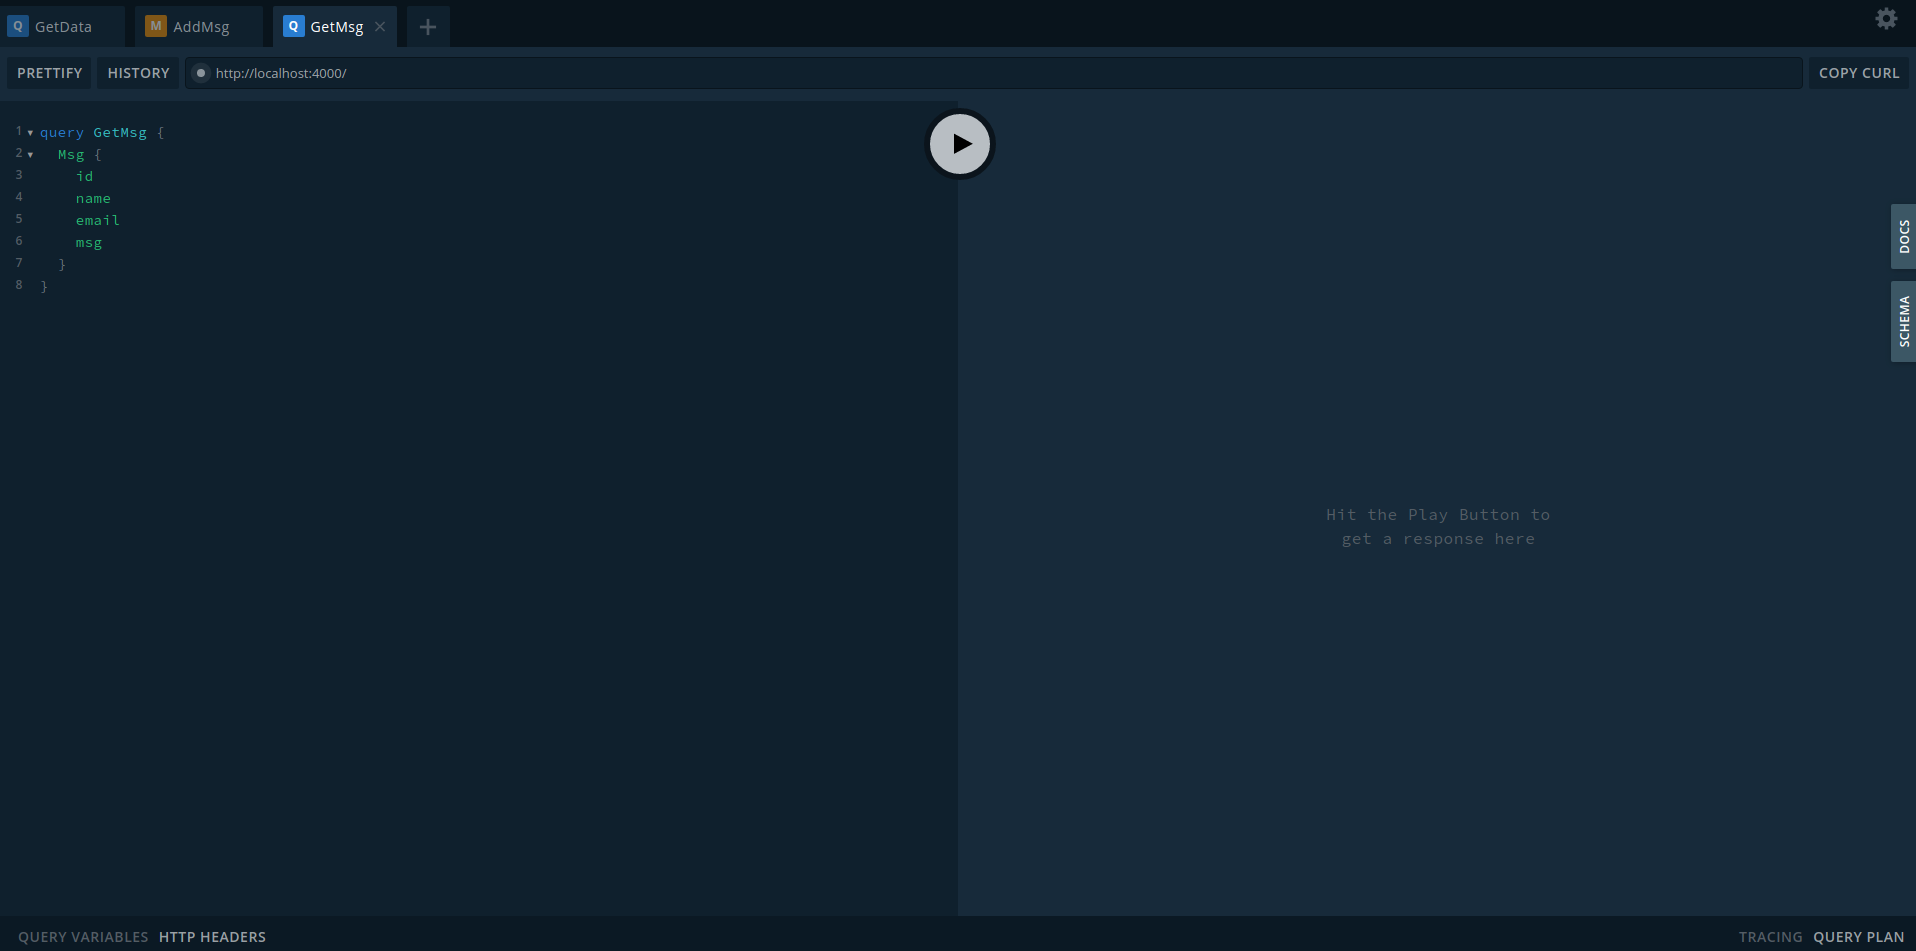 Q GetData M AddMsg Q GetMsg × +
PRETTIFY HISTORY http://localhost:4000/ COPY CURL
1 query GetMsg {
2 Msg {
3 id
4 name
5 email
6 msg
7 }
8 }
DOCS
SCHEMA
Hit the Play Button to
get a response here
QUERY VARIABLES HTTP HEADERS TRACING QUERY PLAN